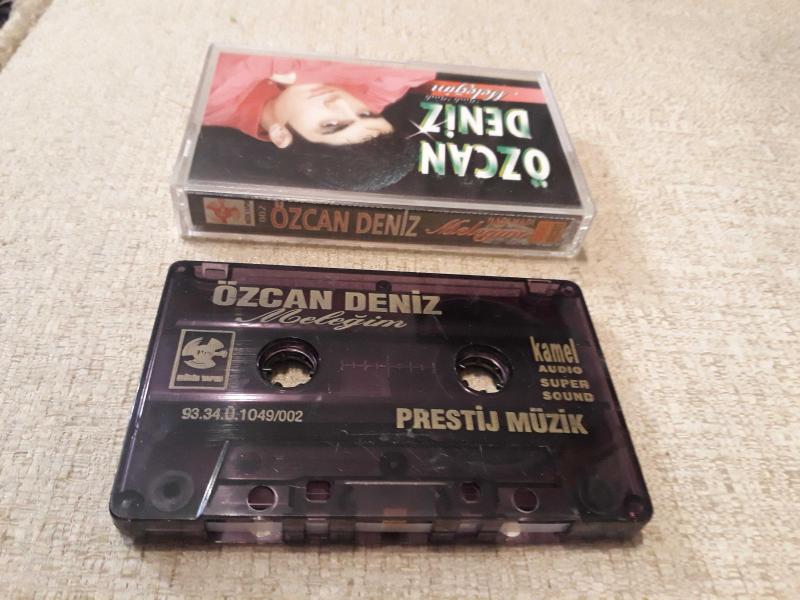 ÖZCAN
DENİZ
Meleğim
002 ÖZCAN DENİZ Meleğim
ÖZCAN DENİZ
Meleğim
kamel
AUDIO
SUPER
SOUND
93.34.Ü.1049/002
PRESTİJ MÜZİK